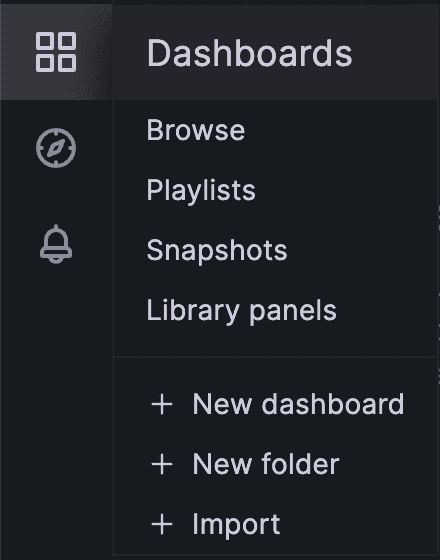 Dashboards
Browse
Playlists
Snapshots
Library panels
+ New dashboard
+ New folder
+ Import